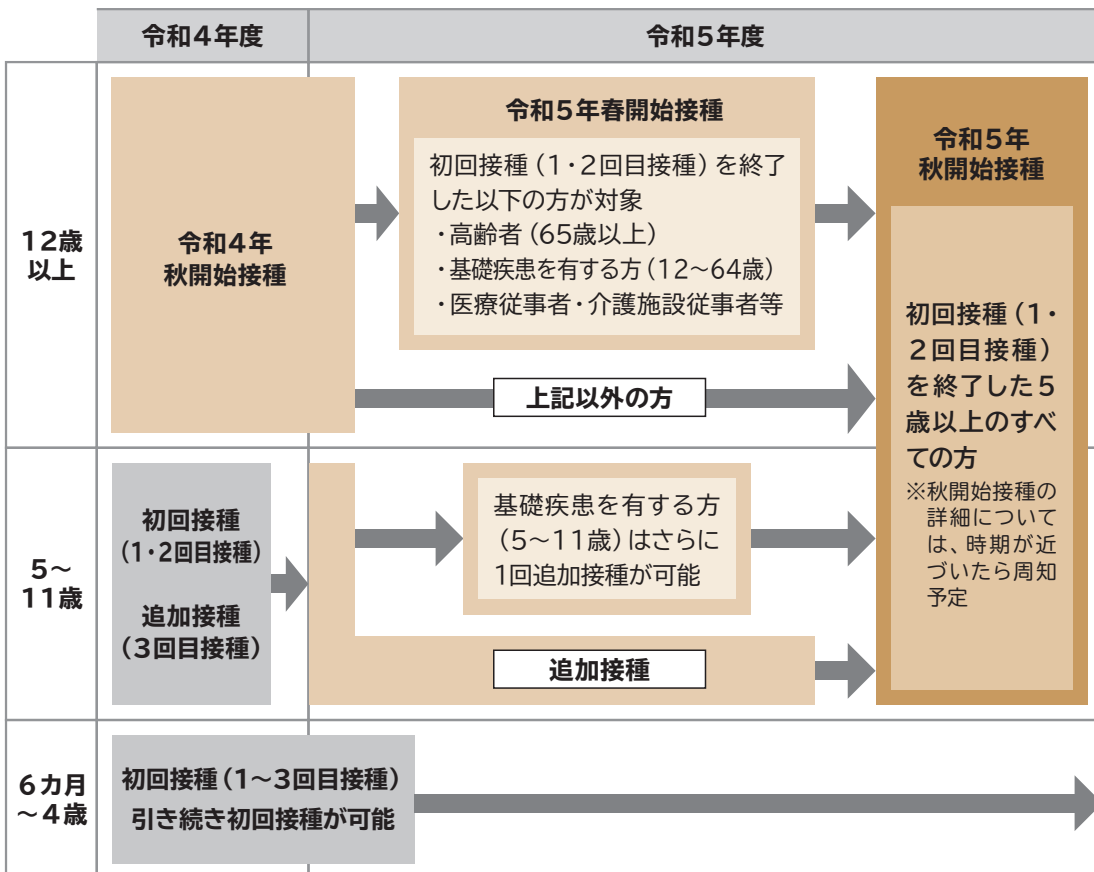 令和4年度
令和5年度
12歳
以上
令和4年
秋開始接種
令和5年春開始接種
初回接種（1・2回目接種）を終了
した以下の方が対象
・高齢者（65歳以上）
・基礎疾患を有する方（12～64歳）
・医療従事者・介護施設従事者等
上記以外の方
令和5年
秋開始接種
初回接種（1・
2回目接種）
を終了した5
歳以上のすべ
ての方
※秋開始接種の
詳細について
は、時期が近
づいたら周知
予定
5～
11歳
初回接種
（1・2回目接種）
追加接種
（3回目接種）
基礎疾患を有する方
（5～11歳）はさらに
1回追加接種が可能
追加接種
6カ月
～4歳
初回接種（1～3回目接種）
引き続き初回接種が可能